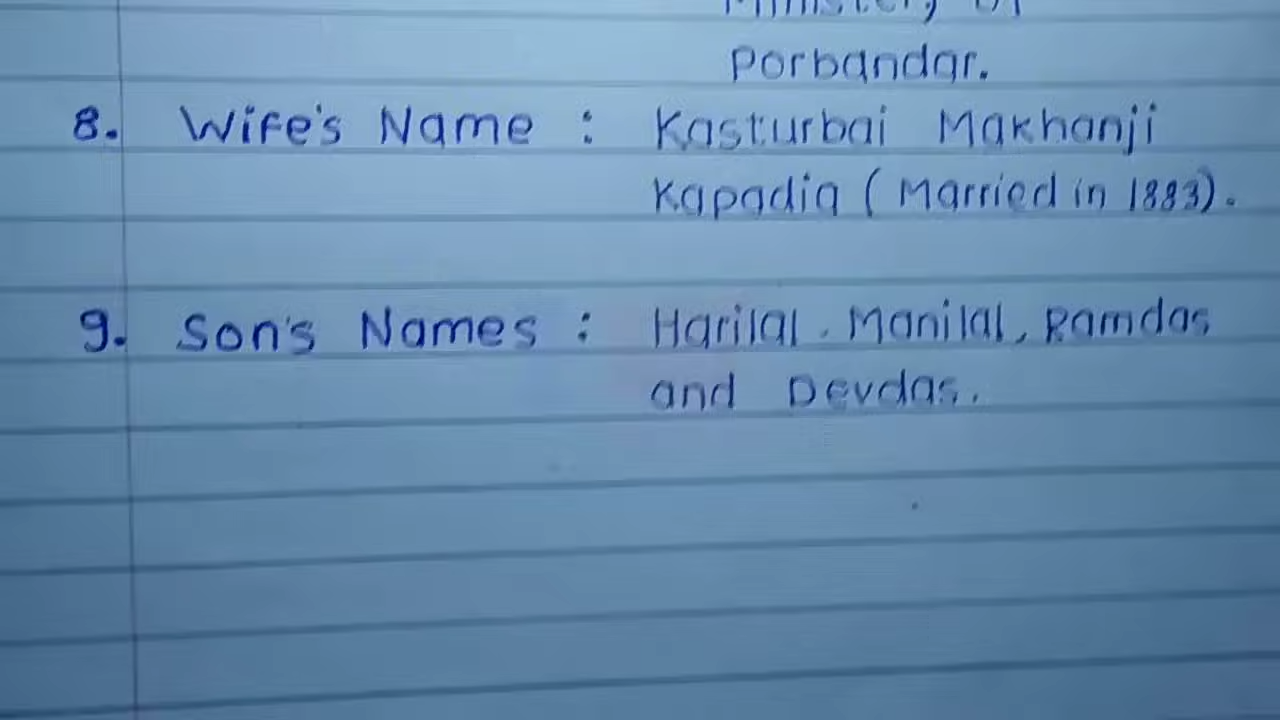 Porbandar.
8. Wife's Name : Kasturbai Makhanji
Kapadia (Married in 1883).
9. Son's Names : Harilal, Manilal, Ramdas
and Devdas.